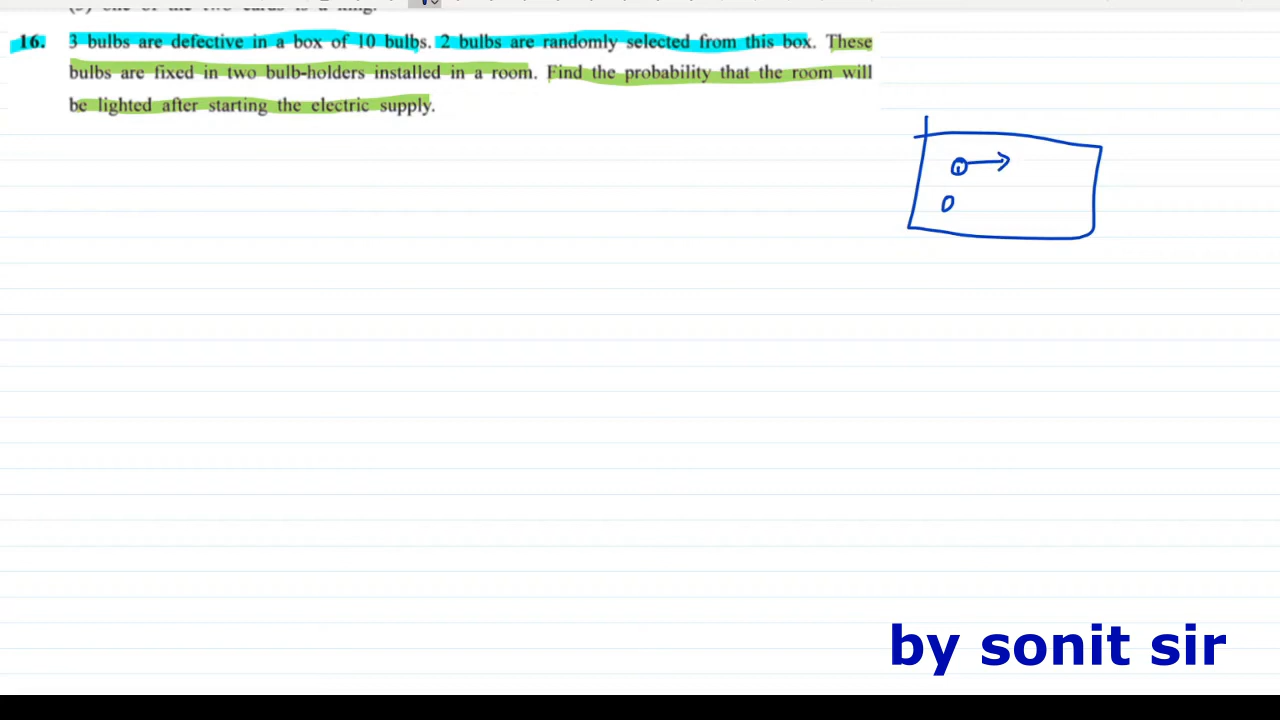 16. 3 bulbs are defective in a box of 10 bulbs. 2 bulbs are randomly selected from this box. These
bulbs are fixed in two bulb-holders installed in a room. Find the probability that the room will
be lighted after starting the electric supply.
by sonit sir